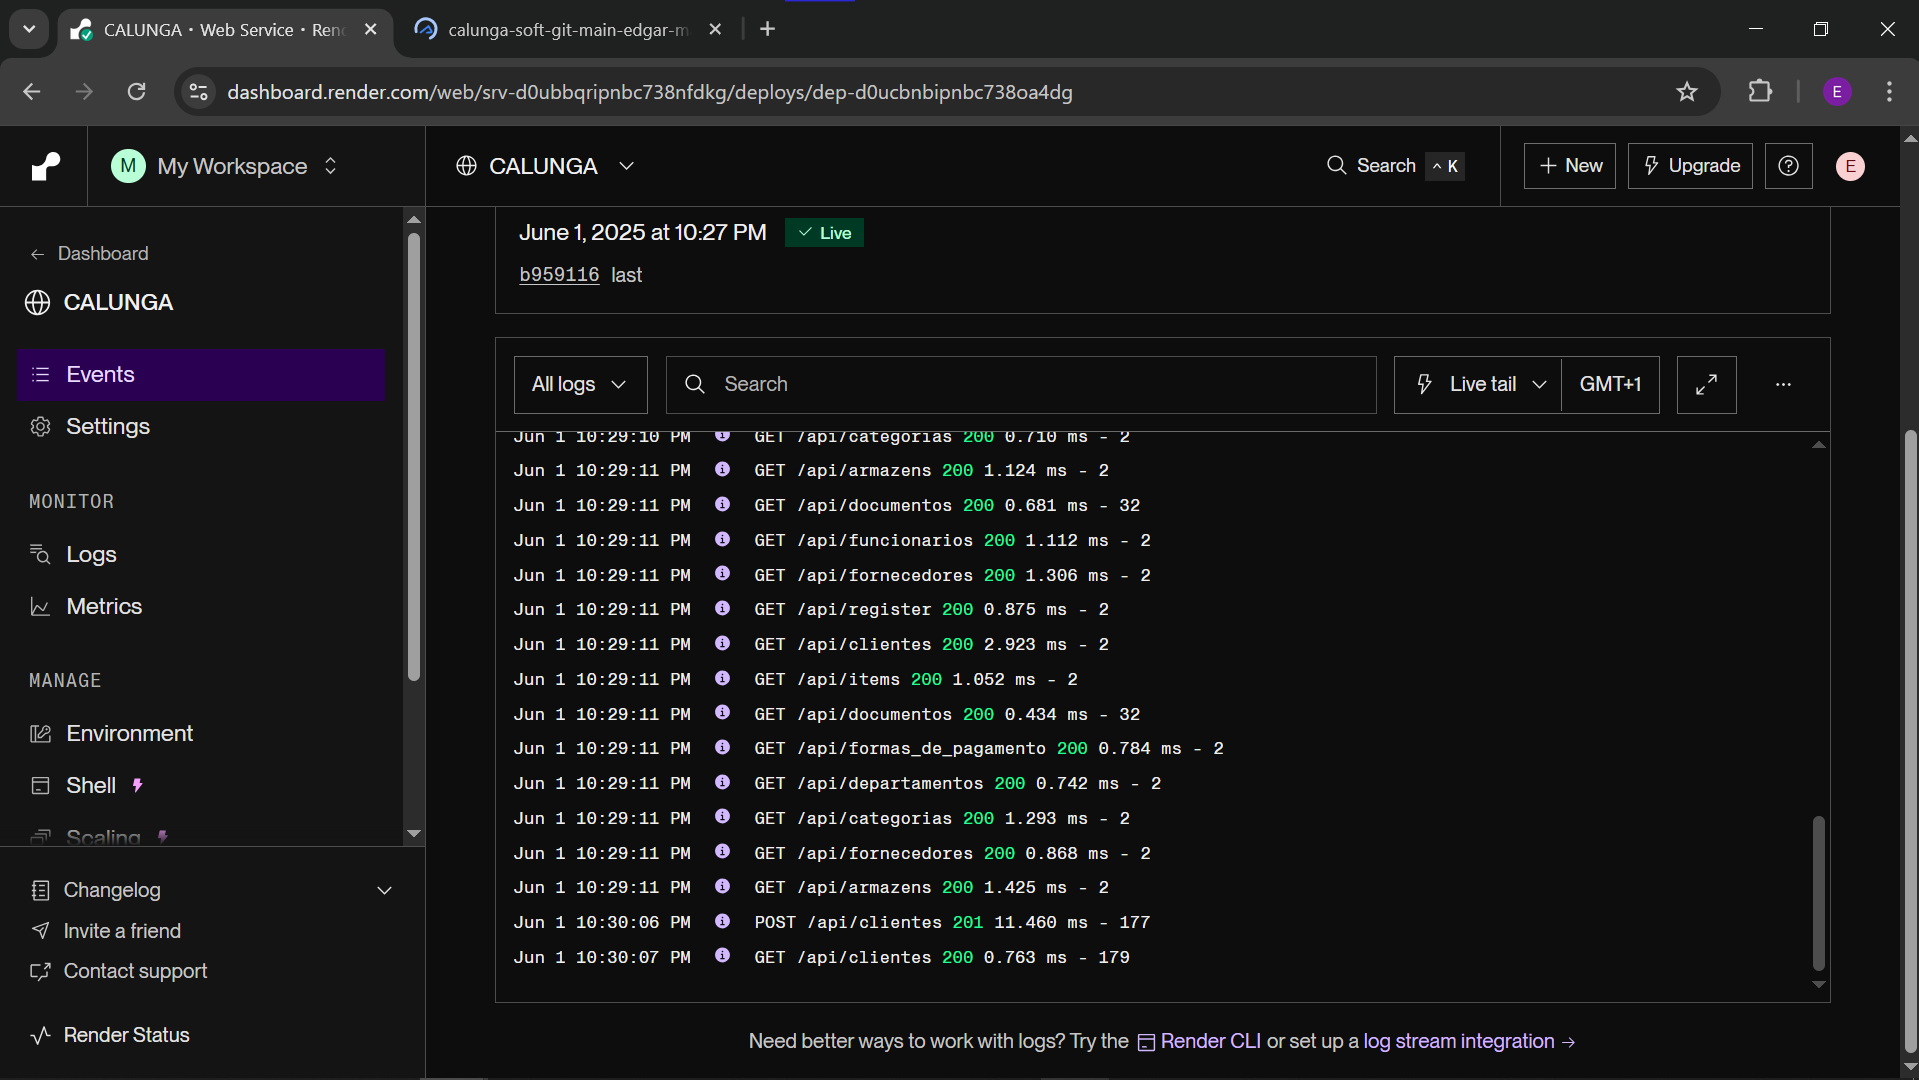 CALUNGA • Web Service • Ren
calunga-soft-git-main-edgar-m
dashboard.render.com/web/srv-d0ubbqripnbc738nfdkg/deploys/dep-d0ucbnbipnbc738oa4dg
E
M My Workspace
CALUNGA
Search ^ K
+ New
Upgrade
E
← Dashboard
CALUNGA
Events
Settings
MONITOR
Logs
Metrics
MANAGE
Environment
Shell
Scaling
Changelog
Invite a friend
Contact support
Render Status
June 1, 2025 at 10:27 PM ✓ Live
b959116 last
All logs
Search
Live tail
GMT+1
Jun 1 10:29:10 PM GET /api/categorias 200 0.710 ms - 2
Jun 1 10:29:11 PM GET /api/armazens 200 1.124 ms - 2
Jun 1 10:29:11 PM GET /api/documentos 200 0.681 ms - 32
Jun 1 10:29:11 PM GET /api/funcionarios 200 1.112 ms - 2
Jun 1 10:29:11 PM GET /api/fornecedores 200 1.306 ms - 2
Jun 1 10:29:11 PM GET /api/register 200 0.875 ms - 2
Jun 1 10:29:11 PM GET /api/clientes 200 2.923 ms - 2
Jun 1 10:29:11 PM GET /api/items 200 1.052 ms - 2
Jun 1 10:29:11 PM GET /api/documentos 200 0.434 ms - 32
Jun 1 10:29:11 PM GET /api/formas_de_pagamento 200 0.784 ms - 2
Jun 1 10:29:11 PM GET /api/departamentos 200 0.742 ms - 2
Jun 1 10:29:11 PM GET /api/categorias 200 1.293 ms - 2
Jun 1 10:29:11 PM GET /api/fornecedores 200 0.868 ms - 2
Jun 1 10:29:11 PM GET /api/armazens 200 1.425 ms - 2
Jun 1 10:30:06 PM POST /api/clientes 201 11.460 ms - 177
Jun 1 10:30:07 PM GET /api/clientes 200 0.763 ms - 179
Need better ways to work with logs? Try the Render CLI or set up a log stream integration →